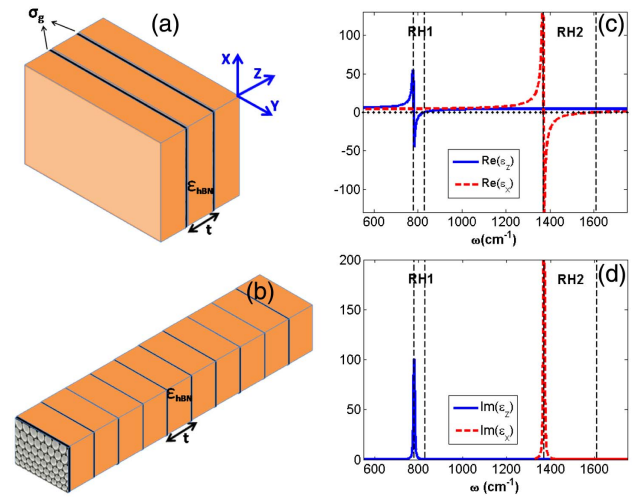 (a)
σg
X
Z
Y
εhBN
t
(b)
εhBN
t
(c)
RH1
RH2
100
50
0
-50
-100
Re(εz)
Re(εx)
600 800 1000 1200 1400 1600
ω(cm-1)
(d)
RH1
RH2
200
150
100
50
0
Im(εz)
Im(εx)
600 800 1000 1200 1400 1600
ω(cm-1)